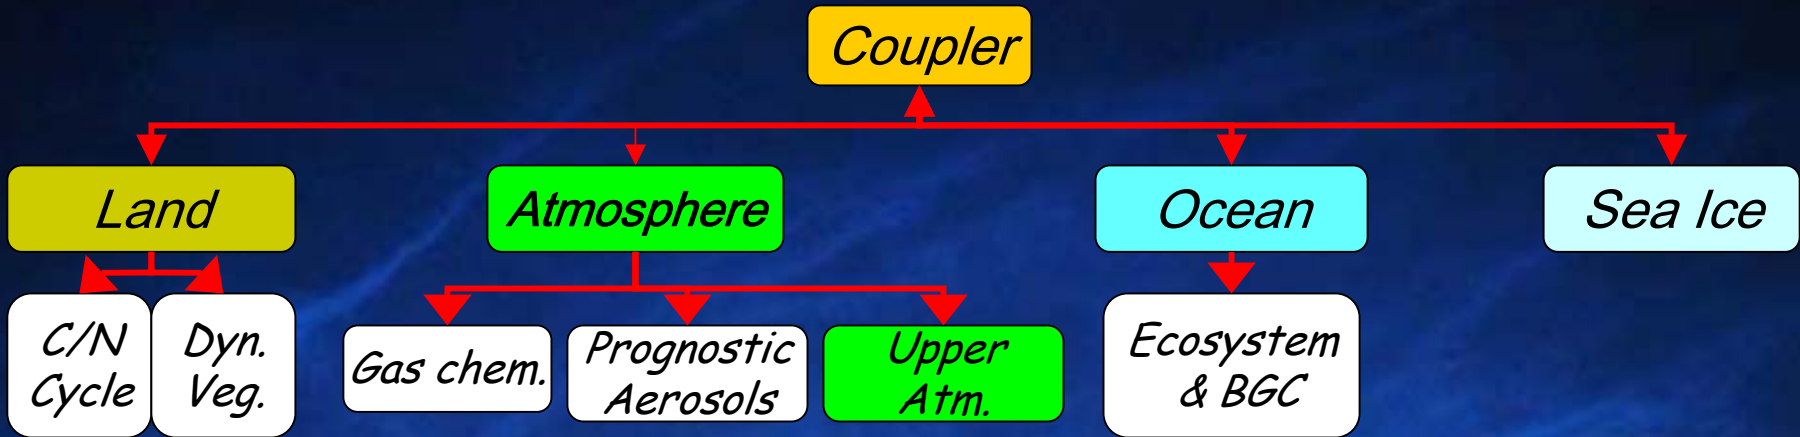 Coupler
Land
Atmosphere
Ocean
Sea Ice
C/N
Cycle
Dyn.
Veg.
Gas chem.
Prognostic
Aerosols
Upper
Atm.
Ecosystem
& BGC